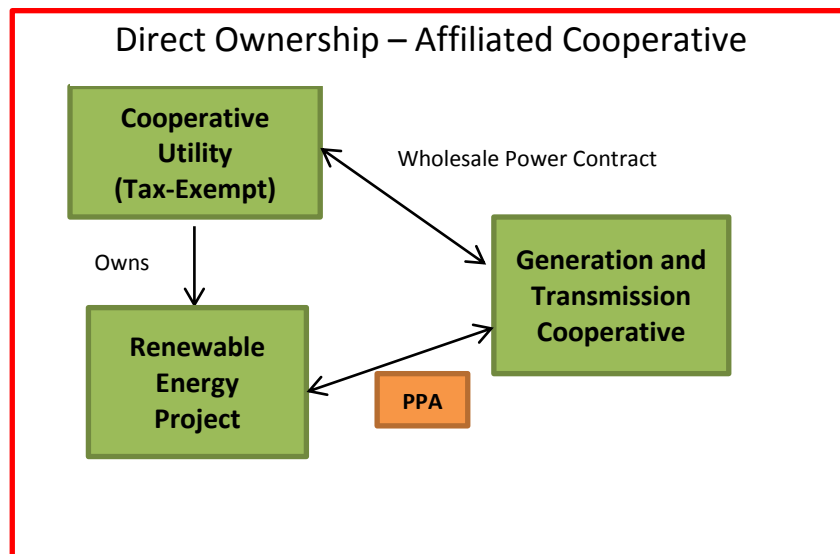 Direct Ownership – Affiliated Cooperative
Cooperative
Utility
(Tax-Exempt)
Wholesale Power Contract
Owns
Generation and
Transmission
Cooperative
Renewable
Energy
Project
PPA